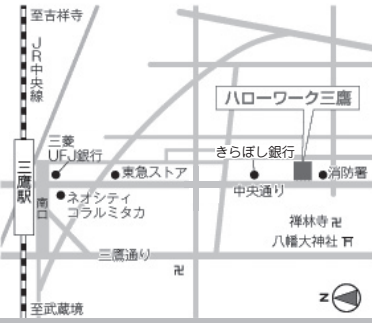 至吉祥寺
JR中央線
三鷹駅
南口
三菱
UFJ銀行
東急ストア
ネオシティ
コラルミタカ
ハローワーク三鷹
きらぼし銀行
消防署
中央通り
禅林寺卍
八幡大神社
三鷹通り
卍
至武蔵境
N